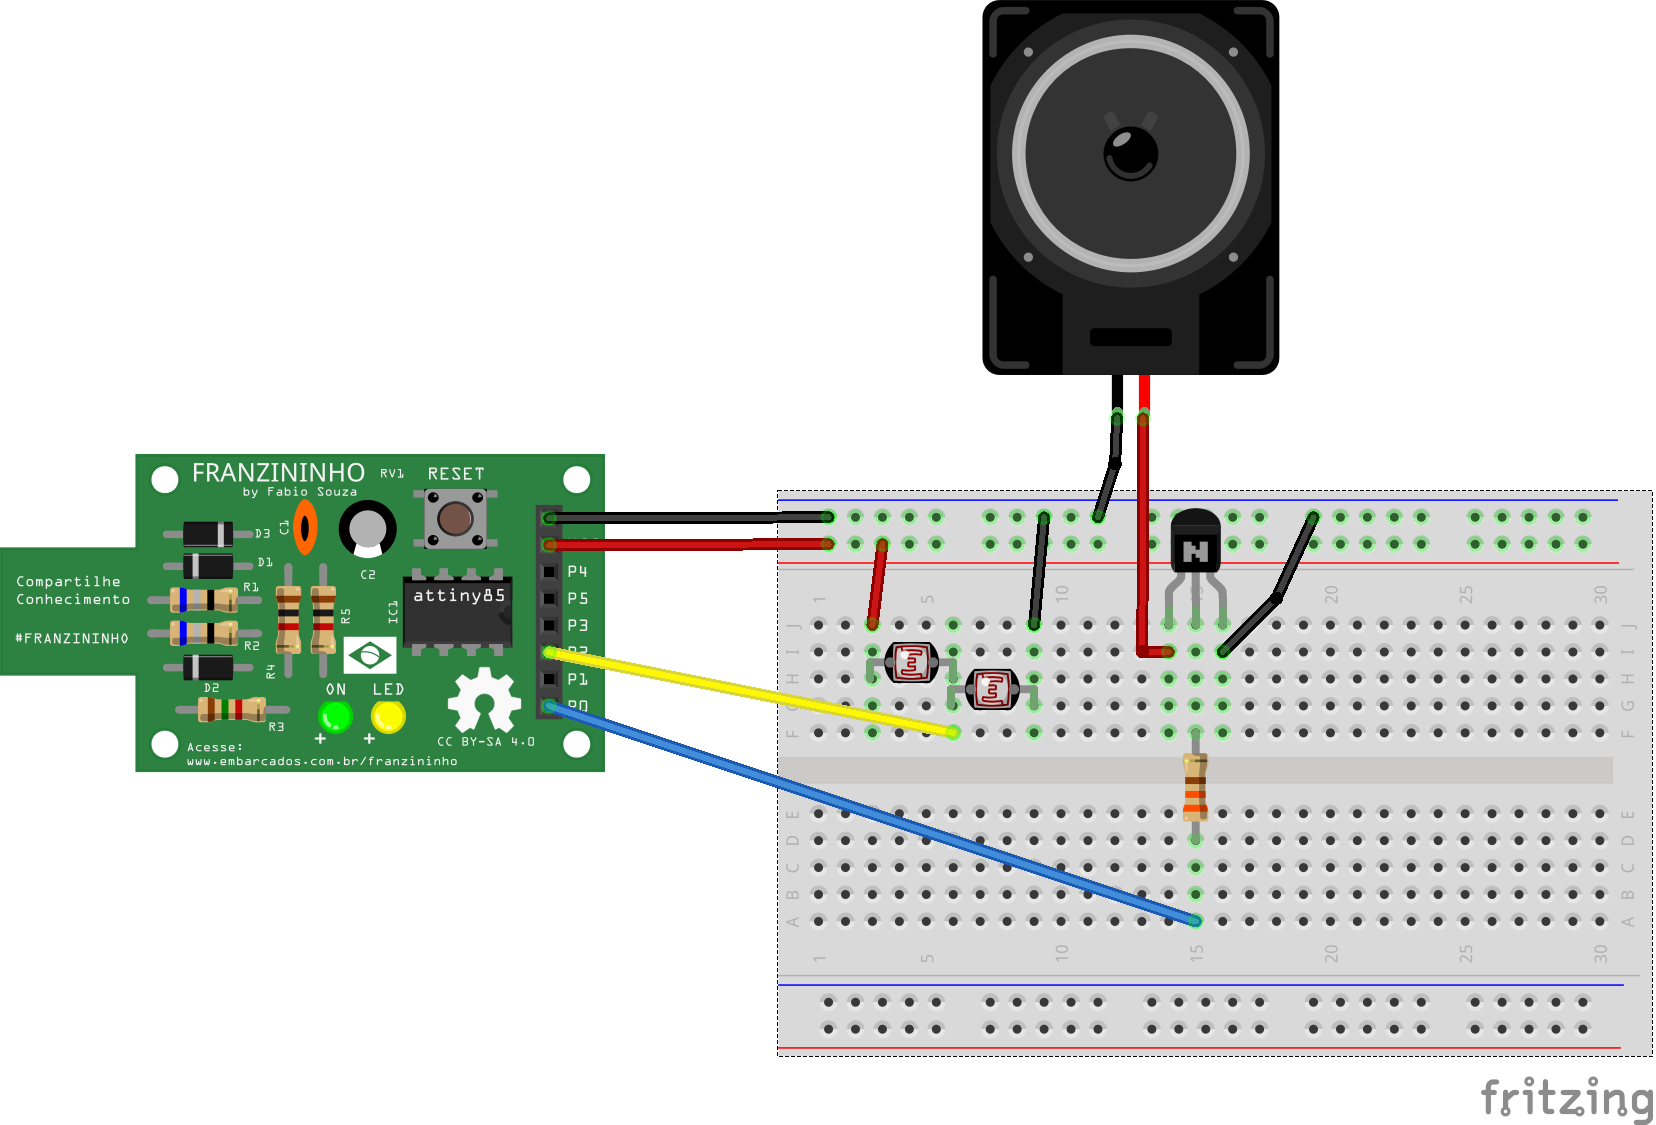 FRANZININHO
by Fabio Souza
RV1
RESET
C1
D3
D1
R1
R2
D2
R4
R5
R3
C2
IC1
attiny85
Compartilhe
Conhecimento
#FRANZININHO
ON
LED
+
+
P4
P5
P3
P1
P0
CC BY-SA 4.0
Acesse:
www.embarcados.com.br/franzininho
N
1
5
10
20
25
30
J
J
I
I
H
H
G
F
F
E
E
D
D
C
C
B
B
A
A
1
5
10
15
20
25
30
fritzing